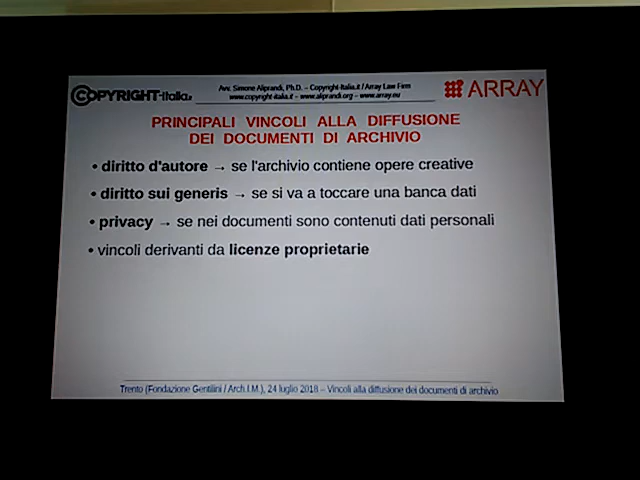 COPYRIGHT-Italia.it
Avv. Simone Aliprandi, Ph.D. – Copyright-Italia.it / Array Law Firm
www.copyright-italia.it – www.aliprandi.org – www.array.eu
ARRAY
PRINCIPALI VINCOLI ALLA DIFFUSIONE
DEI DOCUMENTI DI ARCHIVIO
• diritto d'autore → se l'archivio contiene opere creative
• diritto sui generis → se si va a toccare una banca dati
• privacy → se nei documenti sono contenuti dati personali
• vincoli derivanti da licenze proprietarie
Trento (Fondazione Gentilini / Arch.I.M.), 24 luglio 2018 – Vincoli alla diffusione dei documenti di archivio